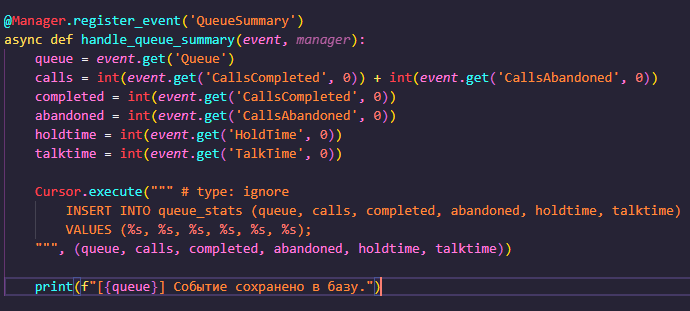 @Manager.register_event('QueueSummary')
async def handle_queue_summary(event, manager):
    queue = event.get('Queue')
    calls = int(event.get('CallsCompleted', 0)) + int(event.get('CallsAbandoned', 0))
    completed = int(event.get('CallsCompleted', 0))
    abandoned = int(event.get('CallsAbandoned', 0))
    holdtime = int(event.get('HoldTime', 0))
    talktime = int(event.get('TalkTime', 0))

    Cursor.execute(""" # type: ignore
        INSERT INTO queue_stats (queue, calls, completed, abandoned, holdtime, talktime)
        VALUES (%s, %s, %s, %s, %s, %s);
    """, (queue, calls, completed, abandoned, holdtime, talktime))

    print(f"[{queue}] Событие сохранено в базу.")